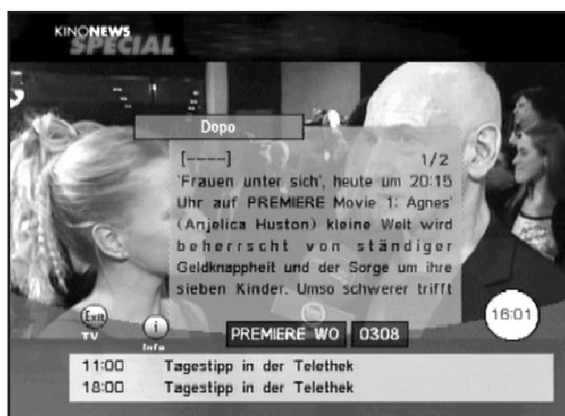 KINONEWS
SPECIAL
Dopo
[----] 1/2
'Frauen unter sich', heute um 20:15
Uhr auf PREMIERE Movie 1: Agnes'
(Anjelica Huston) kleine Welt wird
beherrscht von ständiger
Geldknappheit und der Sorge um ihre
sieben Kinder. Umso schwerer trifft
Exit
TV
i
Info
PREMIERE WO 0308
16:01
11:00 Tagestipp in der Telethek
18:00 Tagestipp in der Telethek